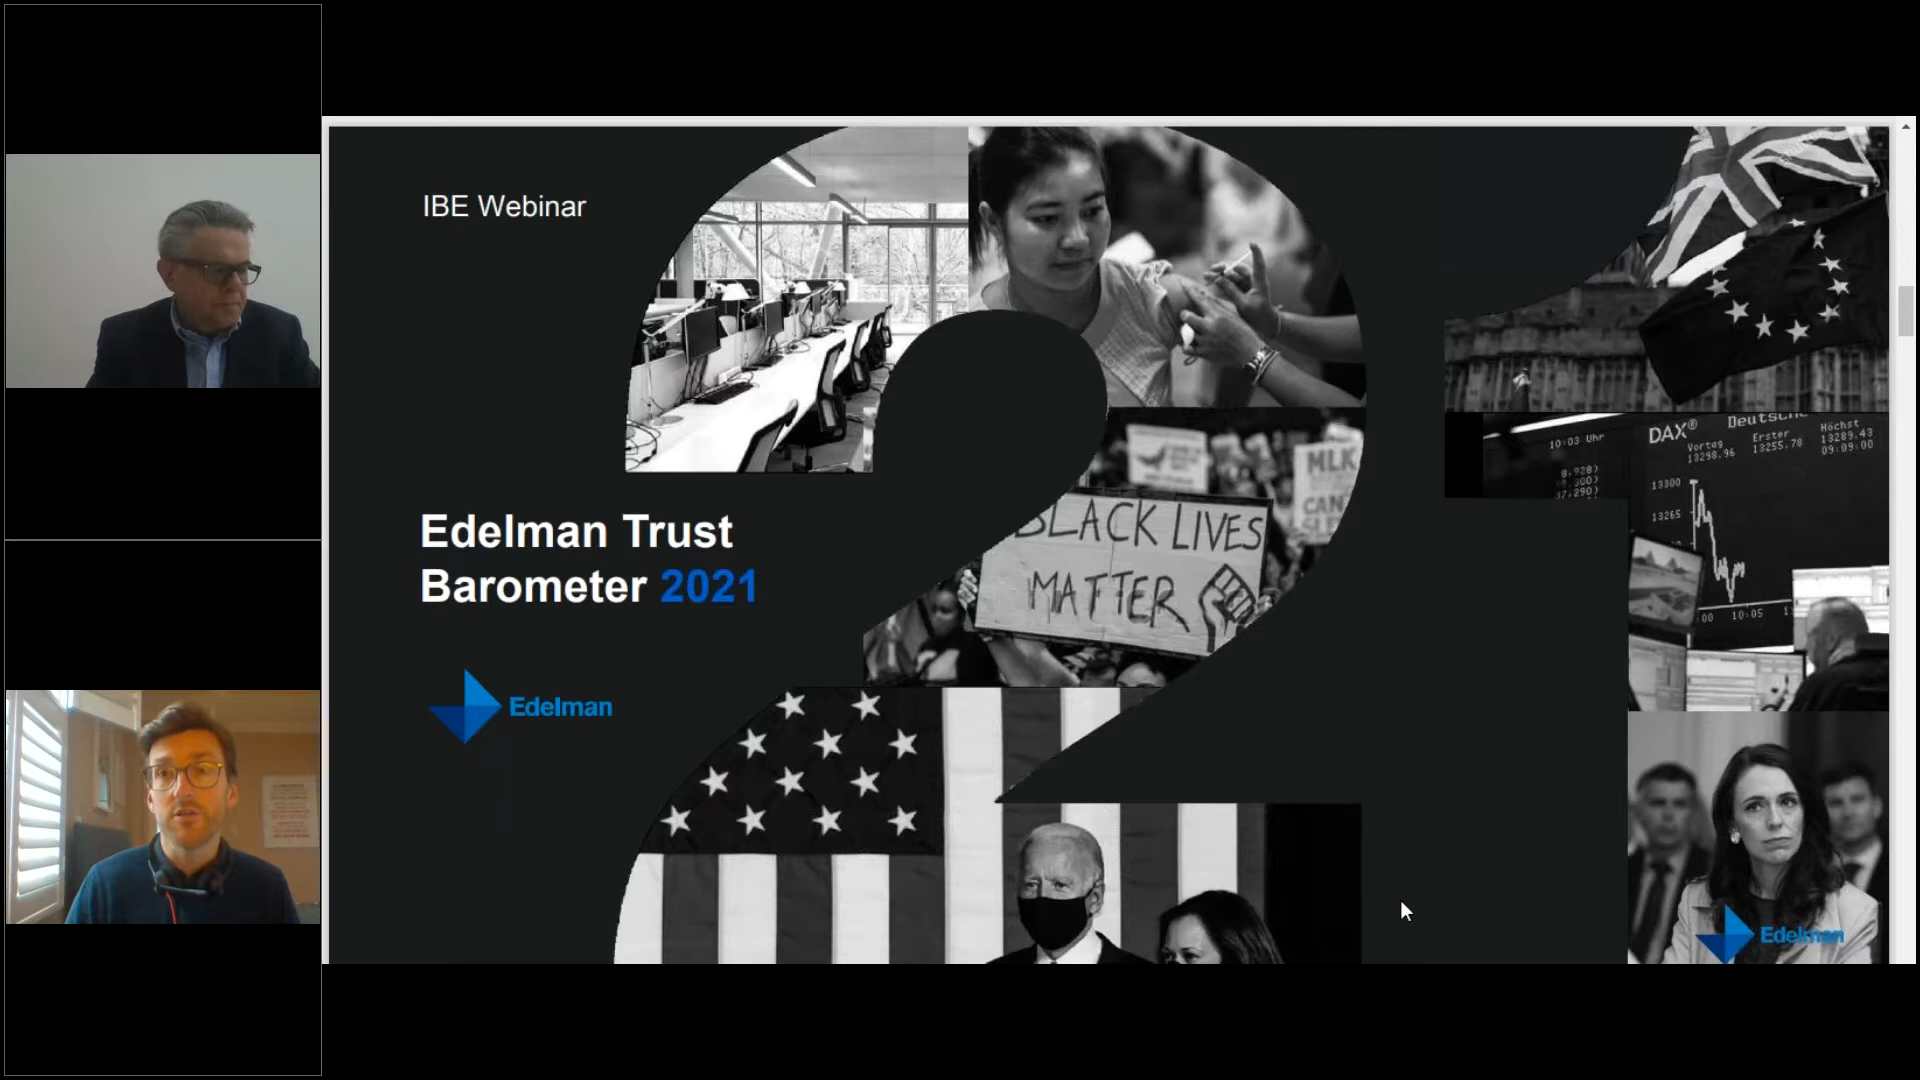 IBE Webinar
Edelman Trust
Barometer 2021
Edelman
BLACK LIVES
MATTER
MLK
CAN
DAX®
10:03 Uhr
Vortag
13298.96
Erster
13255.78
Höchst
13289.43
09:09:00
13300
13265
10:05
Edelman